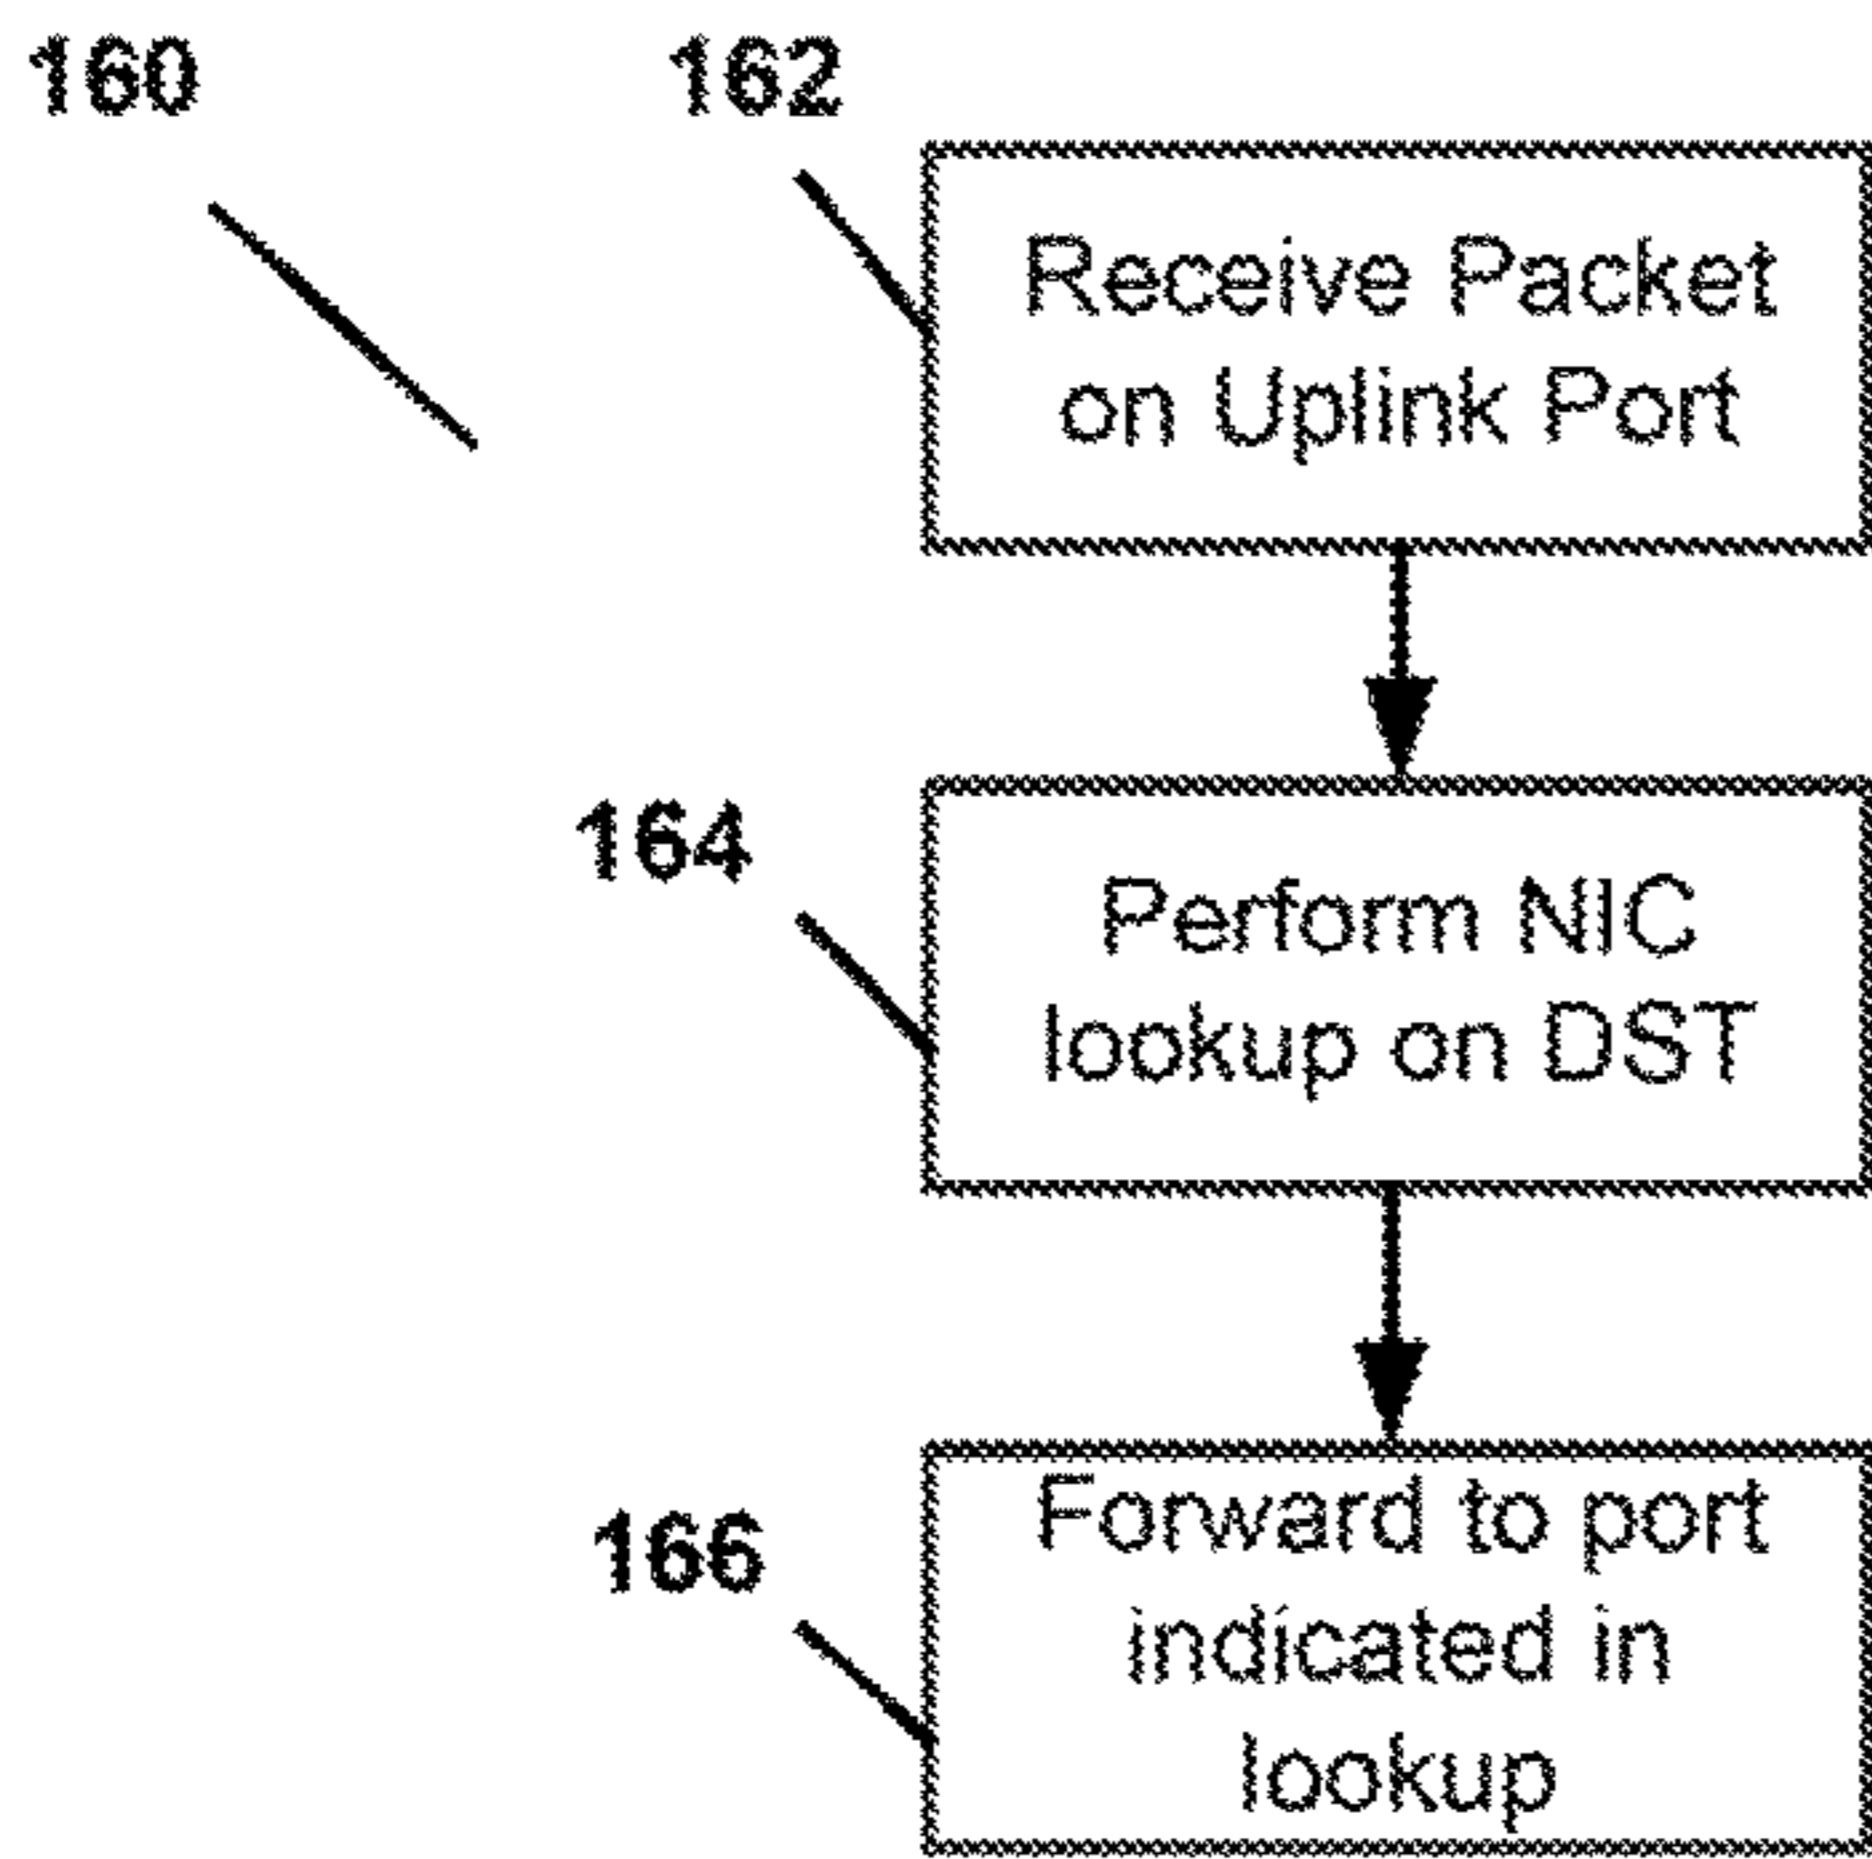 160
162
Receive Packet
on Uplink Port
164
Perform NIC
lookup on DST
166
Forward to port
indicated in
lookup